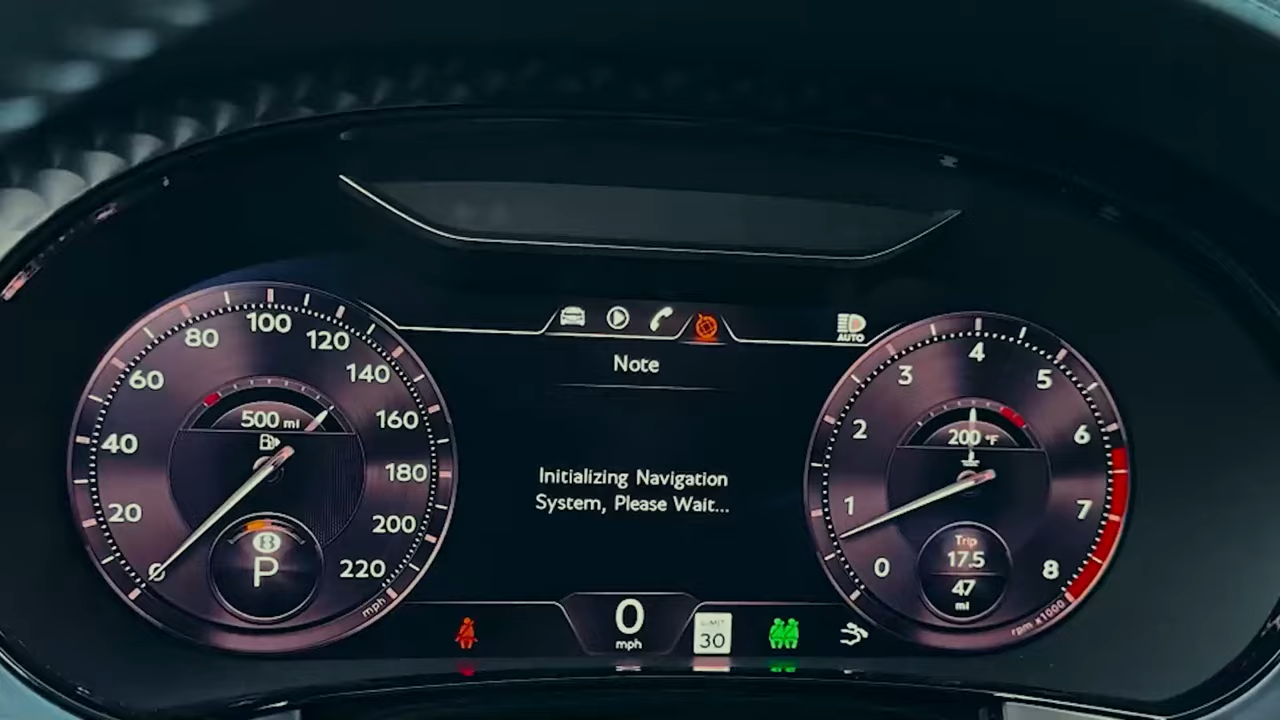 AUTO
Note
Initializing Navigation
System, Please Wait...
0
20
40
60
80
100
120
140
160
180
200
220
mph
500 mi
B
P
0
mph
LIMIT
30
0
1
2
3
4
5
6
7
8
rpm x1000
200 °F
Trip
17.5
47
mi